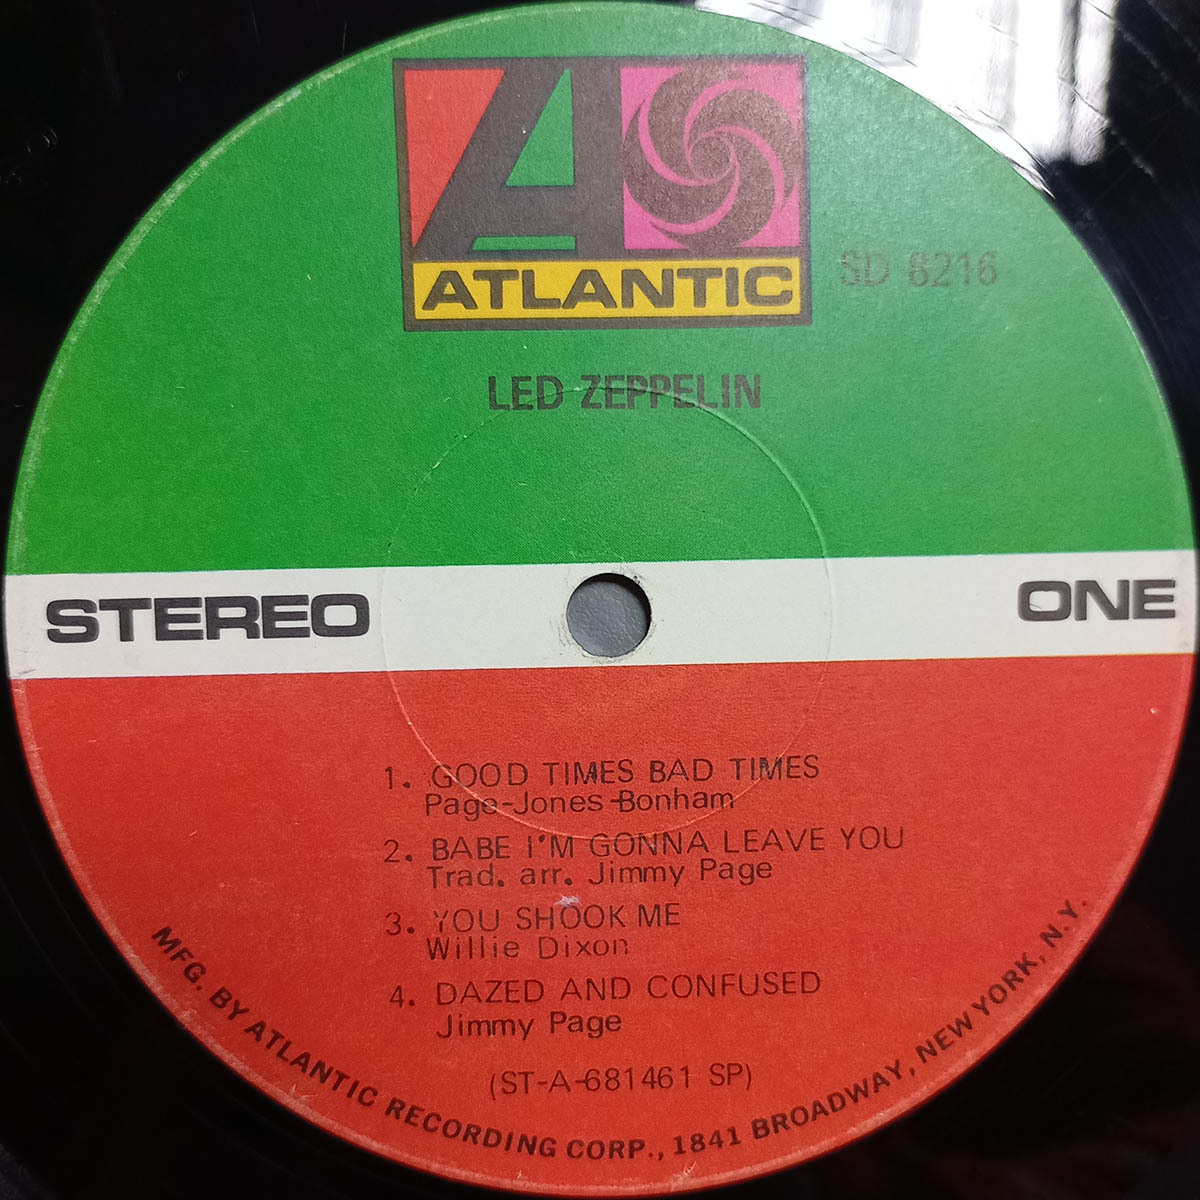 ATLANTIC
SD 8216
LED ZEPPELIN
STEREO
ONE
1. GOOD TIMES BAD TIMES
Page-Jones-Bonham
2. BABE I'M GONNA LEAVE YOU
Trad. arr. Jimmy Page
3. YOU SHOOK ME
Willie Dixon
4. DAZED AND CONFUSED
Jimmy Page
(ST-A-681461 SP)
MFG. BY ATLANTIC RECORDING CORP., 1841 BROADWAY, NEW YORK, N.Y.